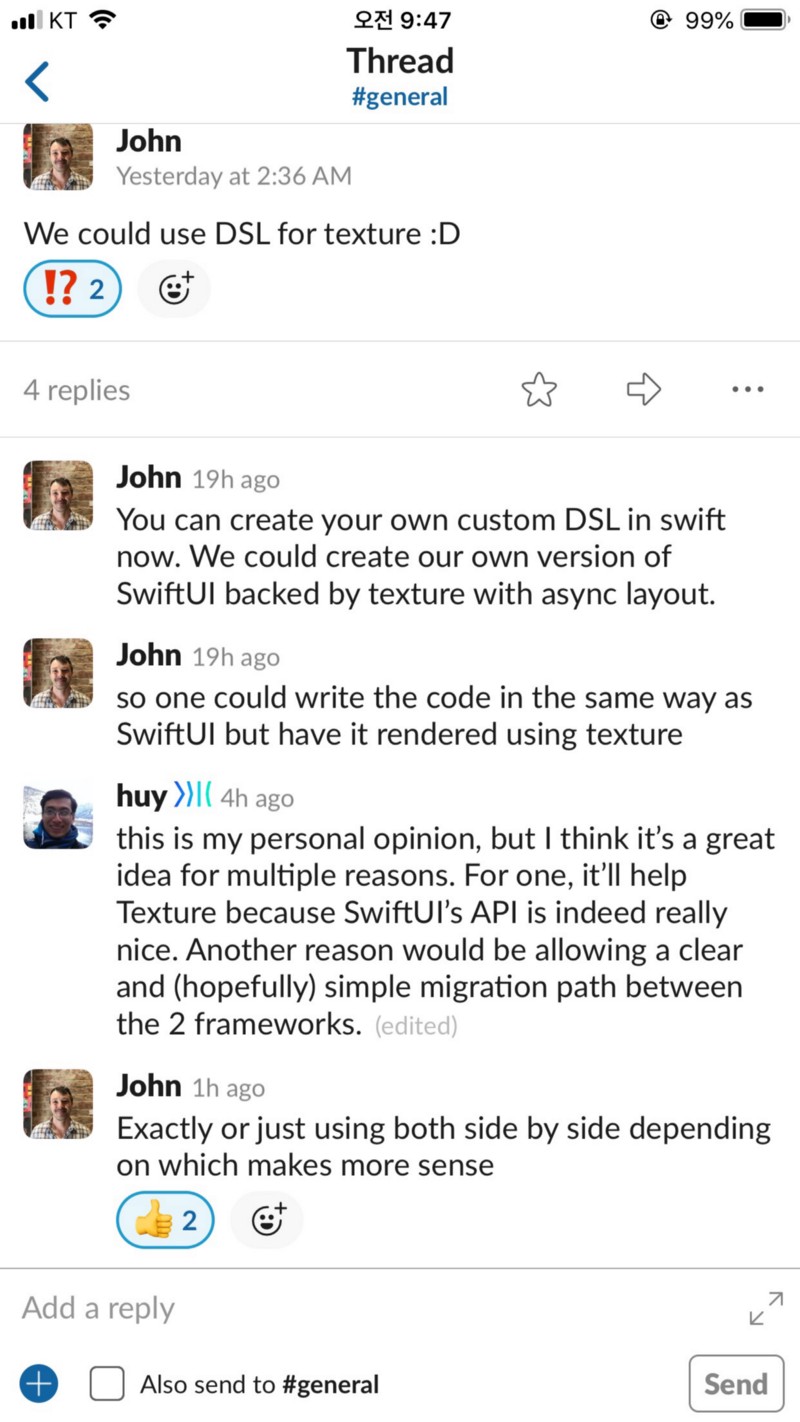 KT 오전 9:47 99%
Thread
#general
John
Yesterday at 2:36 AM
We could use DSL for texture :D
⁉ 2
4 replies
John 19h ago
You can create your own custom DSL in swift
now. We could create our own version of
SwiftUI backed by texture with async layout.
John 19h ago
so one could write the code in the same way as
SwiftUI but have it rendered using texture
huy 4h ago
this is my personal opinion, but I think it’s a great
idea for multiple reasons. For one, it’ll help
Texture because SwiftUI’s API is indeed really
nice. Another reason would be allowing a clear
and (hopefully) simple migration path between
the 2 frameworks. (edited)
John 1h ago
Exactly or just using both side by side depending
on which makes more sense
👍 2
Add a reply
Also send to #general Send